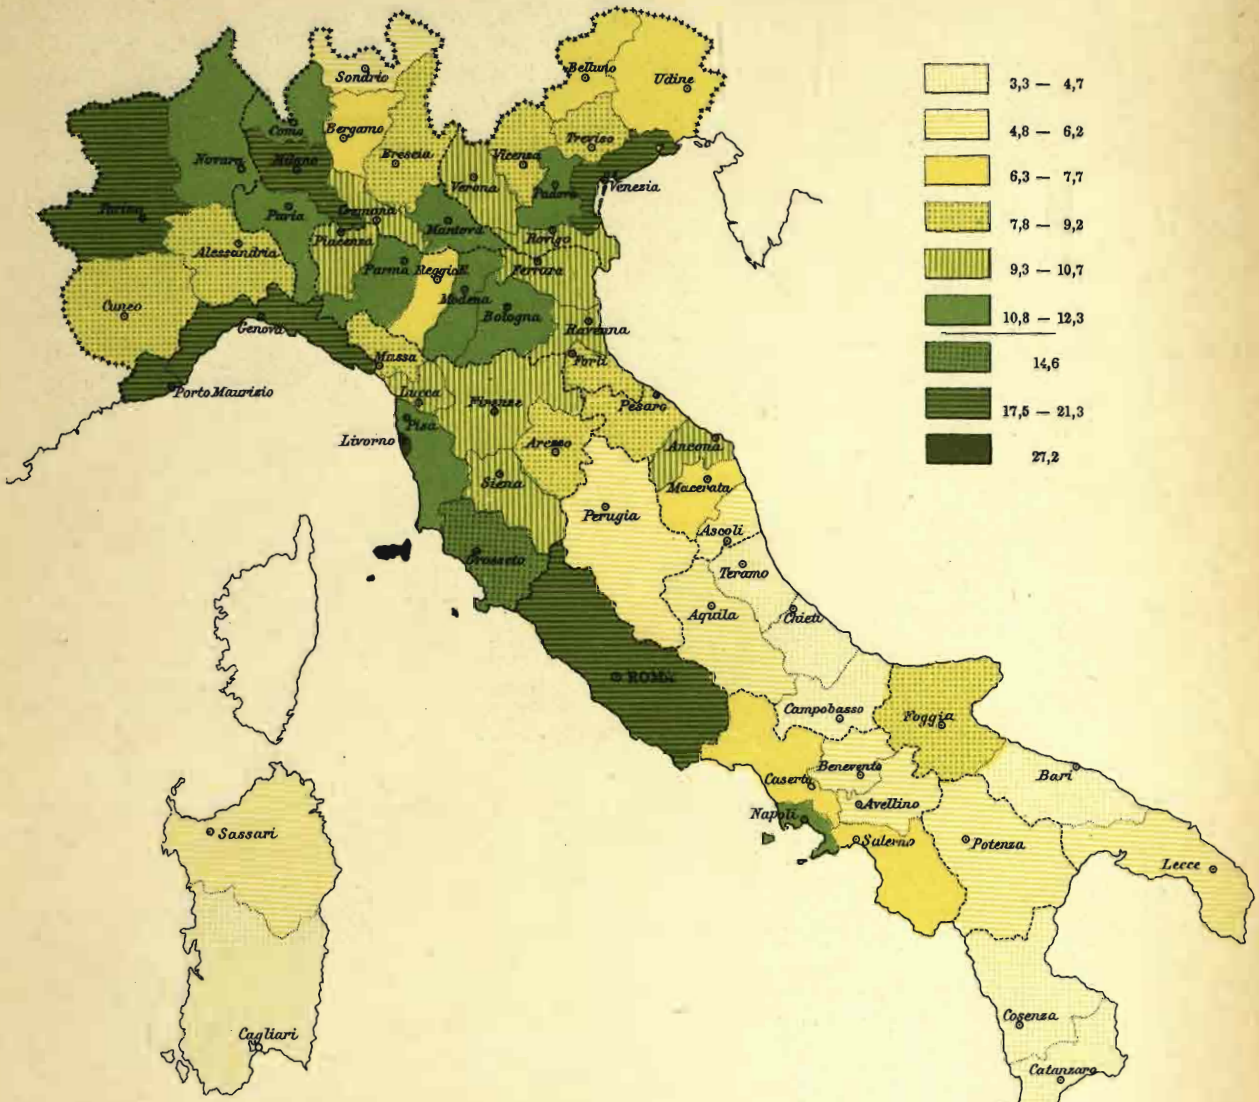 Sondrio
Belluno
Udine
Bergamo
Como
Treviso
Brescia
Vicenza
Novara
Milano
Verona
Padova
Venezia
Torino
Pavia
Cremona
Mantova
Piacenza
Rovigo
Alessandria
Parma
Reggio E.
Ferrara
Modena
Cuneo
Bologna
Genova
Ravenna
Massa
Forlì
Porto Maurizio
Lucca
Firenze
Pesaro
Pisa
Livorno
Arezzo
Ancona
Siena
Macerata
Perugia
Ascoli
Grosseto
Teramo
Aquila
Chieti
ROMA
Campobasso
Foggia
Benevento
Bari
Caserta
Avellino
Napoli
Sassari
Salerno
Potenza
Lecce
Cosenza
Cagliari
Catanzaro
3,3 — 4,7
4,8 — 6,2
6,3 — 7,7
7,8 — 9,2
9,3 — 10,7
10,8 — 12,3
14,6
17,5 — 21,3
27,2